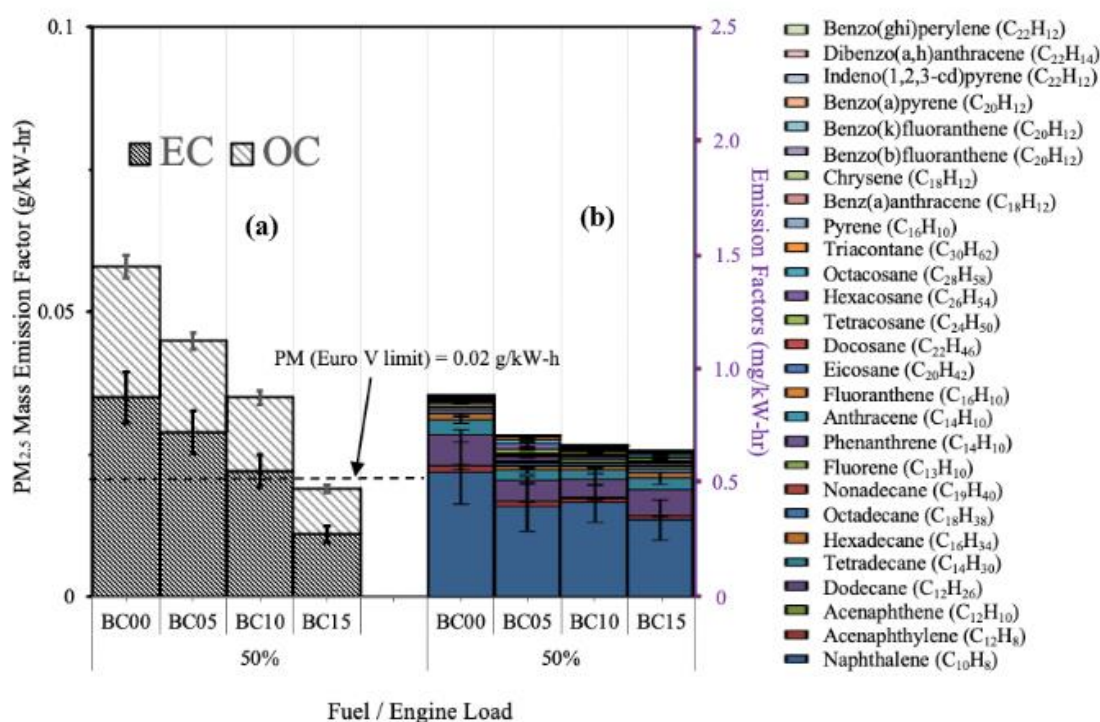 0.1
0.05
0
PM₂.₅ Mass Emission Factor (g/kW-hr)
EC OC
(a)
(b)
PM (Euro V limit) = 0.02 g/kW-h
2.5
2.0
1.5
1.0
0.5
0
Emission Factors (mg/kW-hr)
BC00 BC05 BC10 BC15 BC00 BC05 BC10 BC15
50% 50%
Fuel / Engine Load
Benzo(ghi)perylene (C₂₂H₁₂)
Dibenzo(a,h)anthracene (C₂₂H₁₄)
Indeno(1,2,3-cd)pyrene (C₂₂H₁₂)
Benzo(a)pyrene (C₂₀H₁₂)
Benzo(k)fluoranthene (C₂₀H₁₂)
Benzo(b)fluoranthene (C₂₀H₁₂)
Chrysene (C₁₈H₁₂)
Benz(a)anthracene (C₁₈H₁₂)
Pyrene (C₁₆H₁₀)
Triacontane (C₃₀H₆₂)
Octacosane (C₂₈H₅₈)
Hexacosane (C₂₆H₅₄)
Tetracosane (C₂₄H₅₀)
Docosane (C₂₂H₄₆)
Eicosane (C₂₀H₄₂)
Fluoranthene (C₁₆H₁₀)
Anthracene (C₁₄H₁₀)
Phenanthrene (C₁₄H₁₀)
Fluorene (C₁₃H₁₀)
Nonadecane (C₁₉H₄₀)
Octadecane (C₁₈H₃₈)
Hexadecane (C₁₆H₃₄)
Tetradecane (C₁₄H₃₀)
Dodecane (C₁₂H₂₆)
Acenaphthene (C₁₂H₁₀)
Acenaphthylene (C₁₂H₈)
Naphthalene (C₁₀H₈)